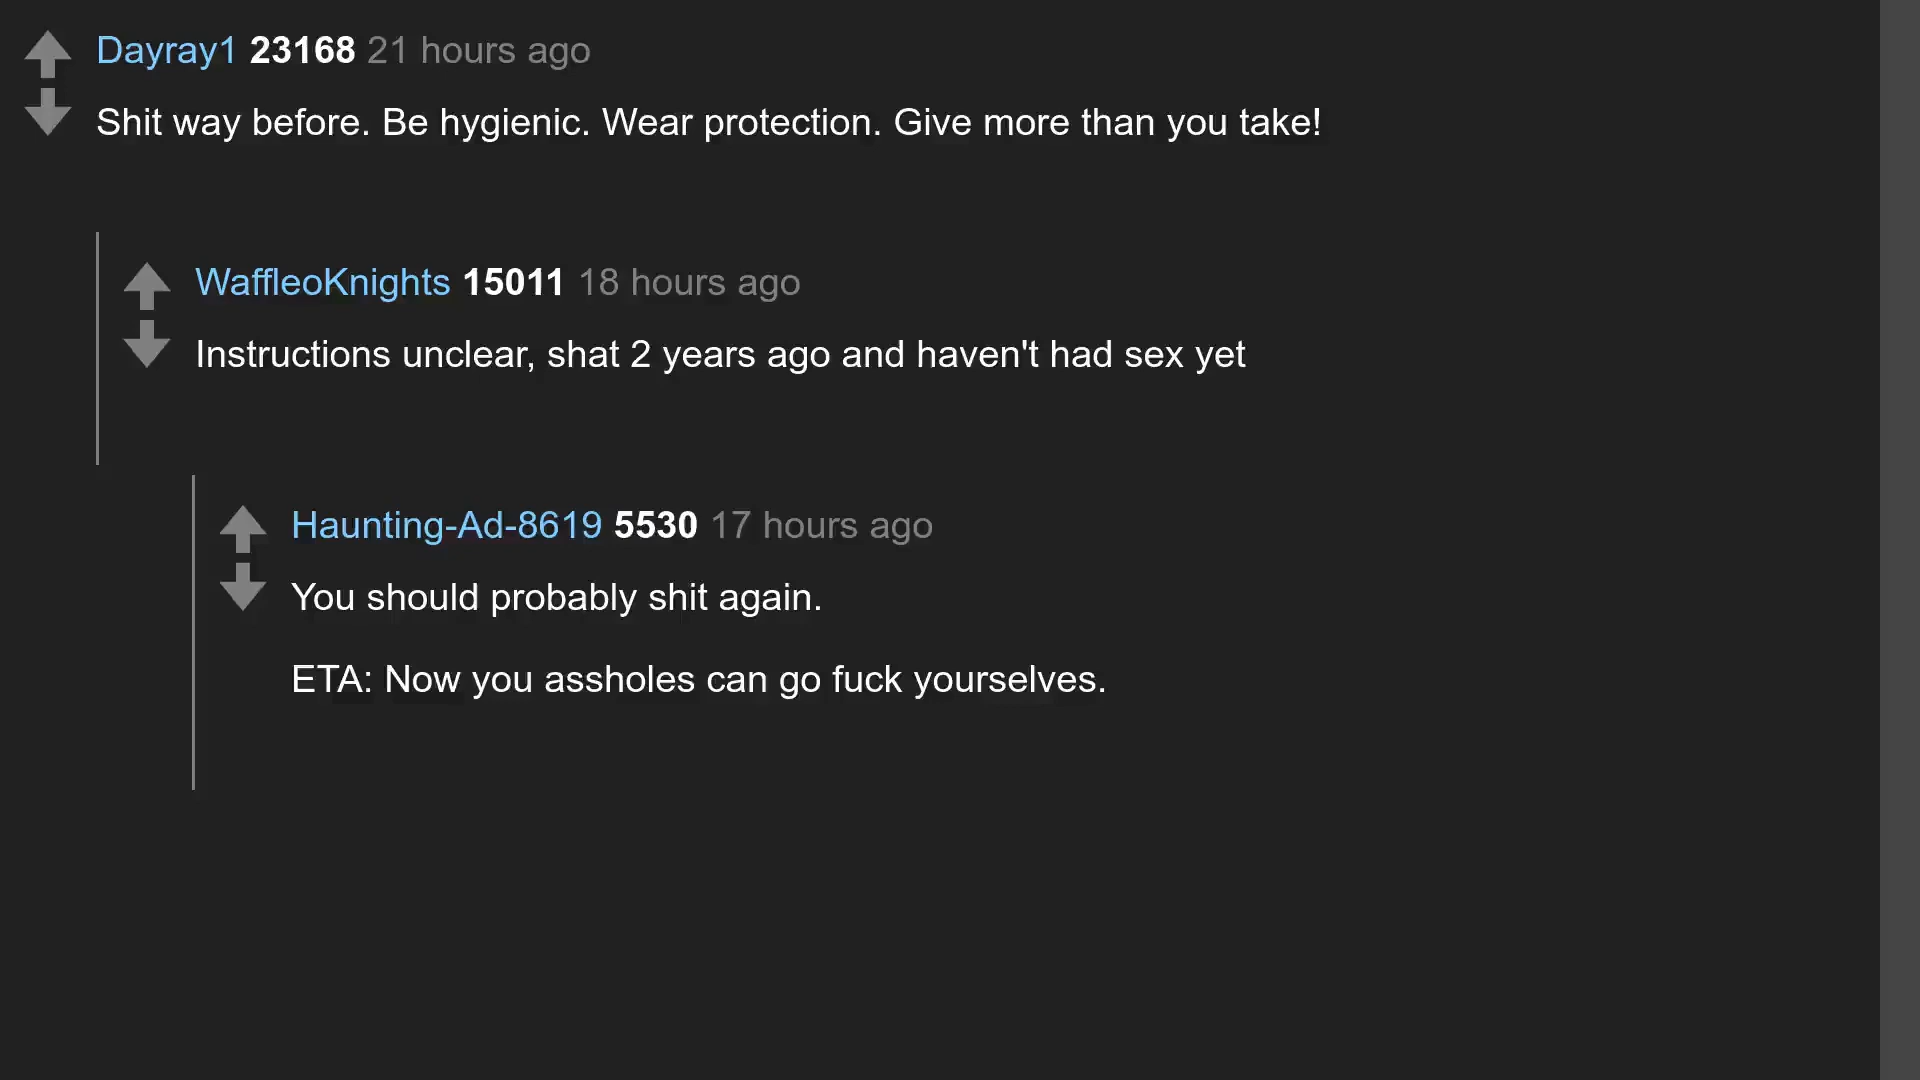 Dayray1 23168 21 hours ago
Shit way before. Be hygienic. Wear protection. Give more than you take!
WaffleoKnights 15011 18 hours ago
Instructions unclear, shat 2 years ago and haven't had sex yet
Haunting-Ad-8619 5530 17 hours ago
You should probably shit again.
ETA: Now you assholes can go fuck yourselves.